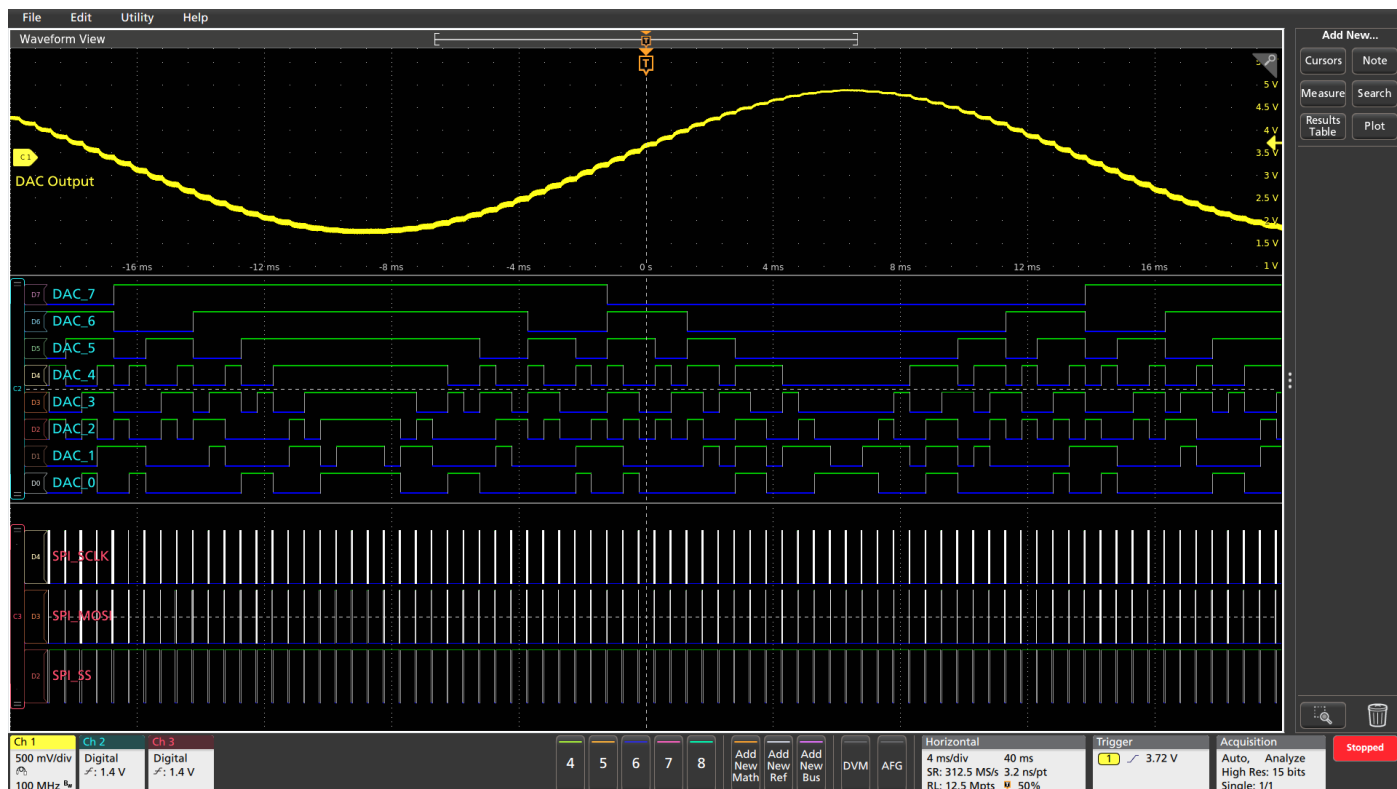 File Edit Utility Help
Waveform View
Add New...
Cursors Note
Measure Search
Results Table Plot
T
T
5 V
4.5 V
4 V
3.5 V
3 V
2.5 V
2 V
1.5 V
1 V
C1
DAC Output
-16 ms -12 ms -8 ms -4 ms 0 s 4 ms 8 ms 12 ms 16 ms
D7 DAC_7
D6 DAC_6
D5 DAC_5
D4 DAC_4
C2
D3 DAC_3
D2 DAC_2
D1 DAC_1
D0 DAC_0
D4 SPI_SCLK
C3 D3 SPI_MOSI
D2 SPI_SS
Ch 1
500 mV/div
100 MHz Bw
Ch 2
Digital
: 1.4 V
Ch 3
Digital
: 1.4 V
4 5 6 7 8
Add New Math
Add New Ref
Add New Bus
DVM AFG
Horizontal
4 ms/div 40 ms
SR: 312.5 MS/s 3.2 ns/pt
RL: 12.5 Mpts 50%
Trigger
1 3.72 V
Acquisition
Auto, Analyze
High Res: 15 bits
Single: 1/1
Stopped